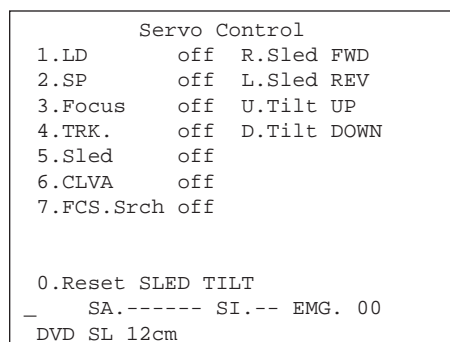 Servo Control
1.LD off R.Sled FWD
2.SP off L.Sled REV
3.Focus off U.Tilt UP
4.TRK. off D.Tilt DOWN
5.Sled off
6.CLVA off
7.FCS.Srch off
0.Reset SLED TILT
_ SA.------ SI.-- EMG. 00
DVD SL 12cm